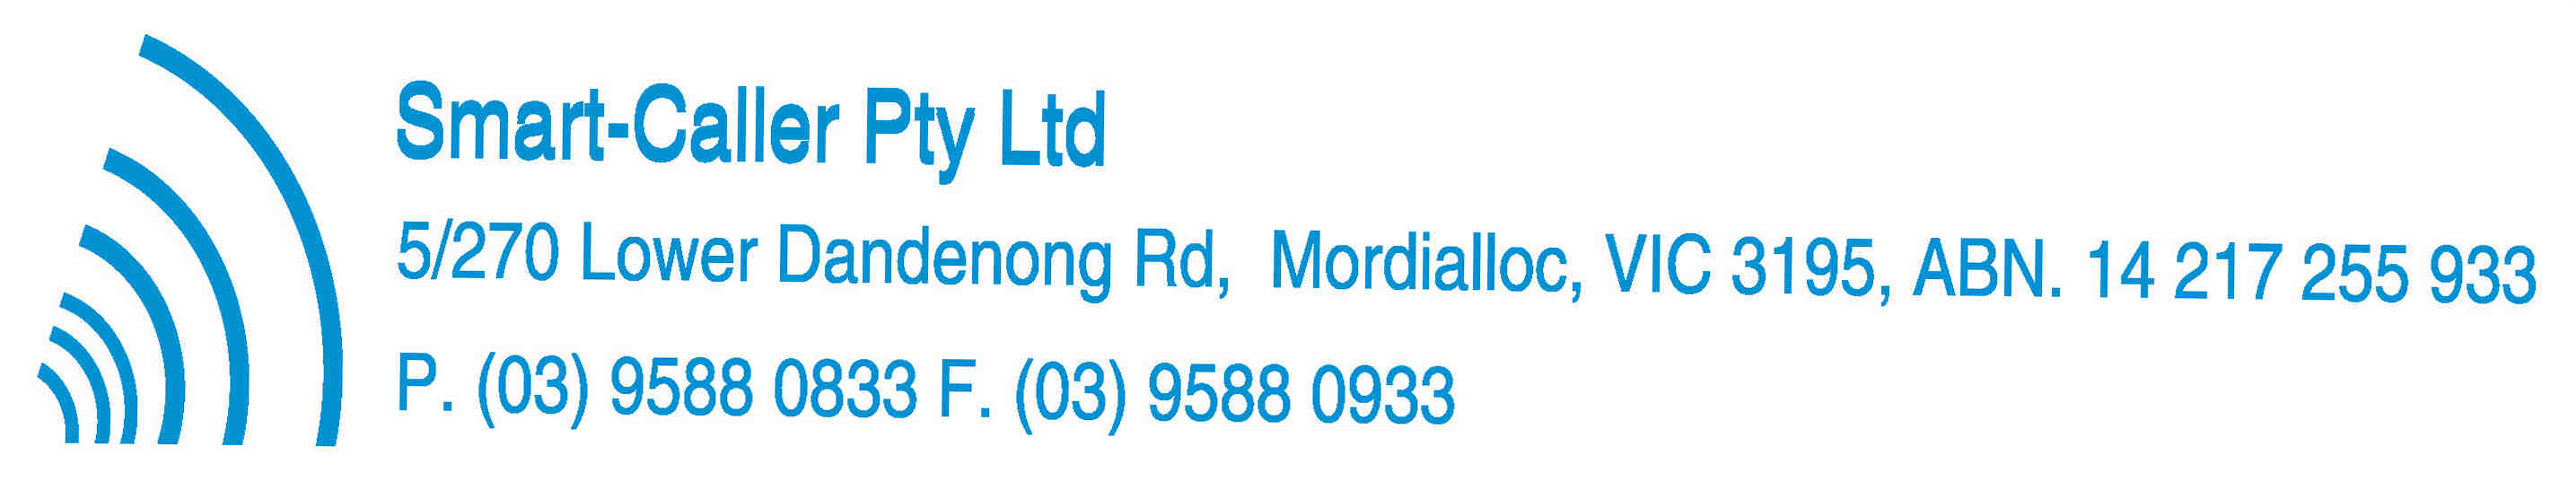 Smart-Caller Pty Ltd
5/270 Lower Dandenong Rd, Mordialloc, VIC 3195, ABN. 14 217 255 933
P. (03) 9588 0833 F. (03) 9588 0933